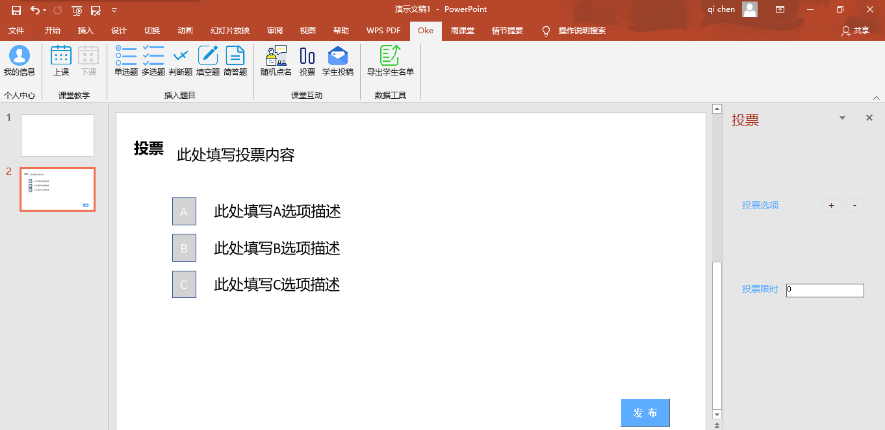 演示文稿1 - PowerPoint
qi chen
文件 开始 插入 设计 切换 动画 幻灯片放映 审阅 视图 帮助 WPS PDF Oke 雨课堂 情节提要 操作说明搜索 共享
我的信息 上课 下课 单选题 多选题 判断题 填空题 简答题 随机点名 投票 学生投稿 导出学生名单
个人中心 课堂教学 插入题目 课堂互动 数据工具
1
2
投票 此处填写投票内容
A 此处填写A选项描述
B 此处填写B选项描述
C 此处填写C选项描述
发 布
投票
投票选项 + -
投票限时 0